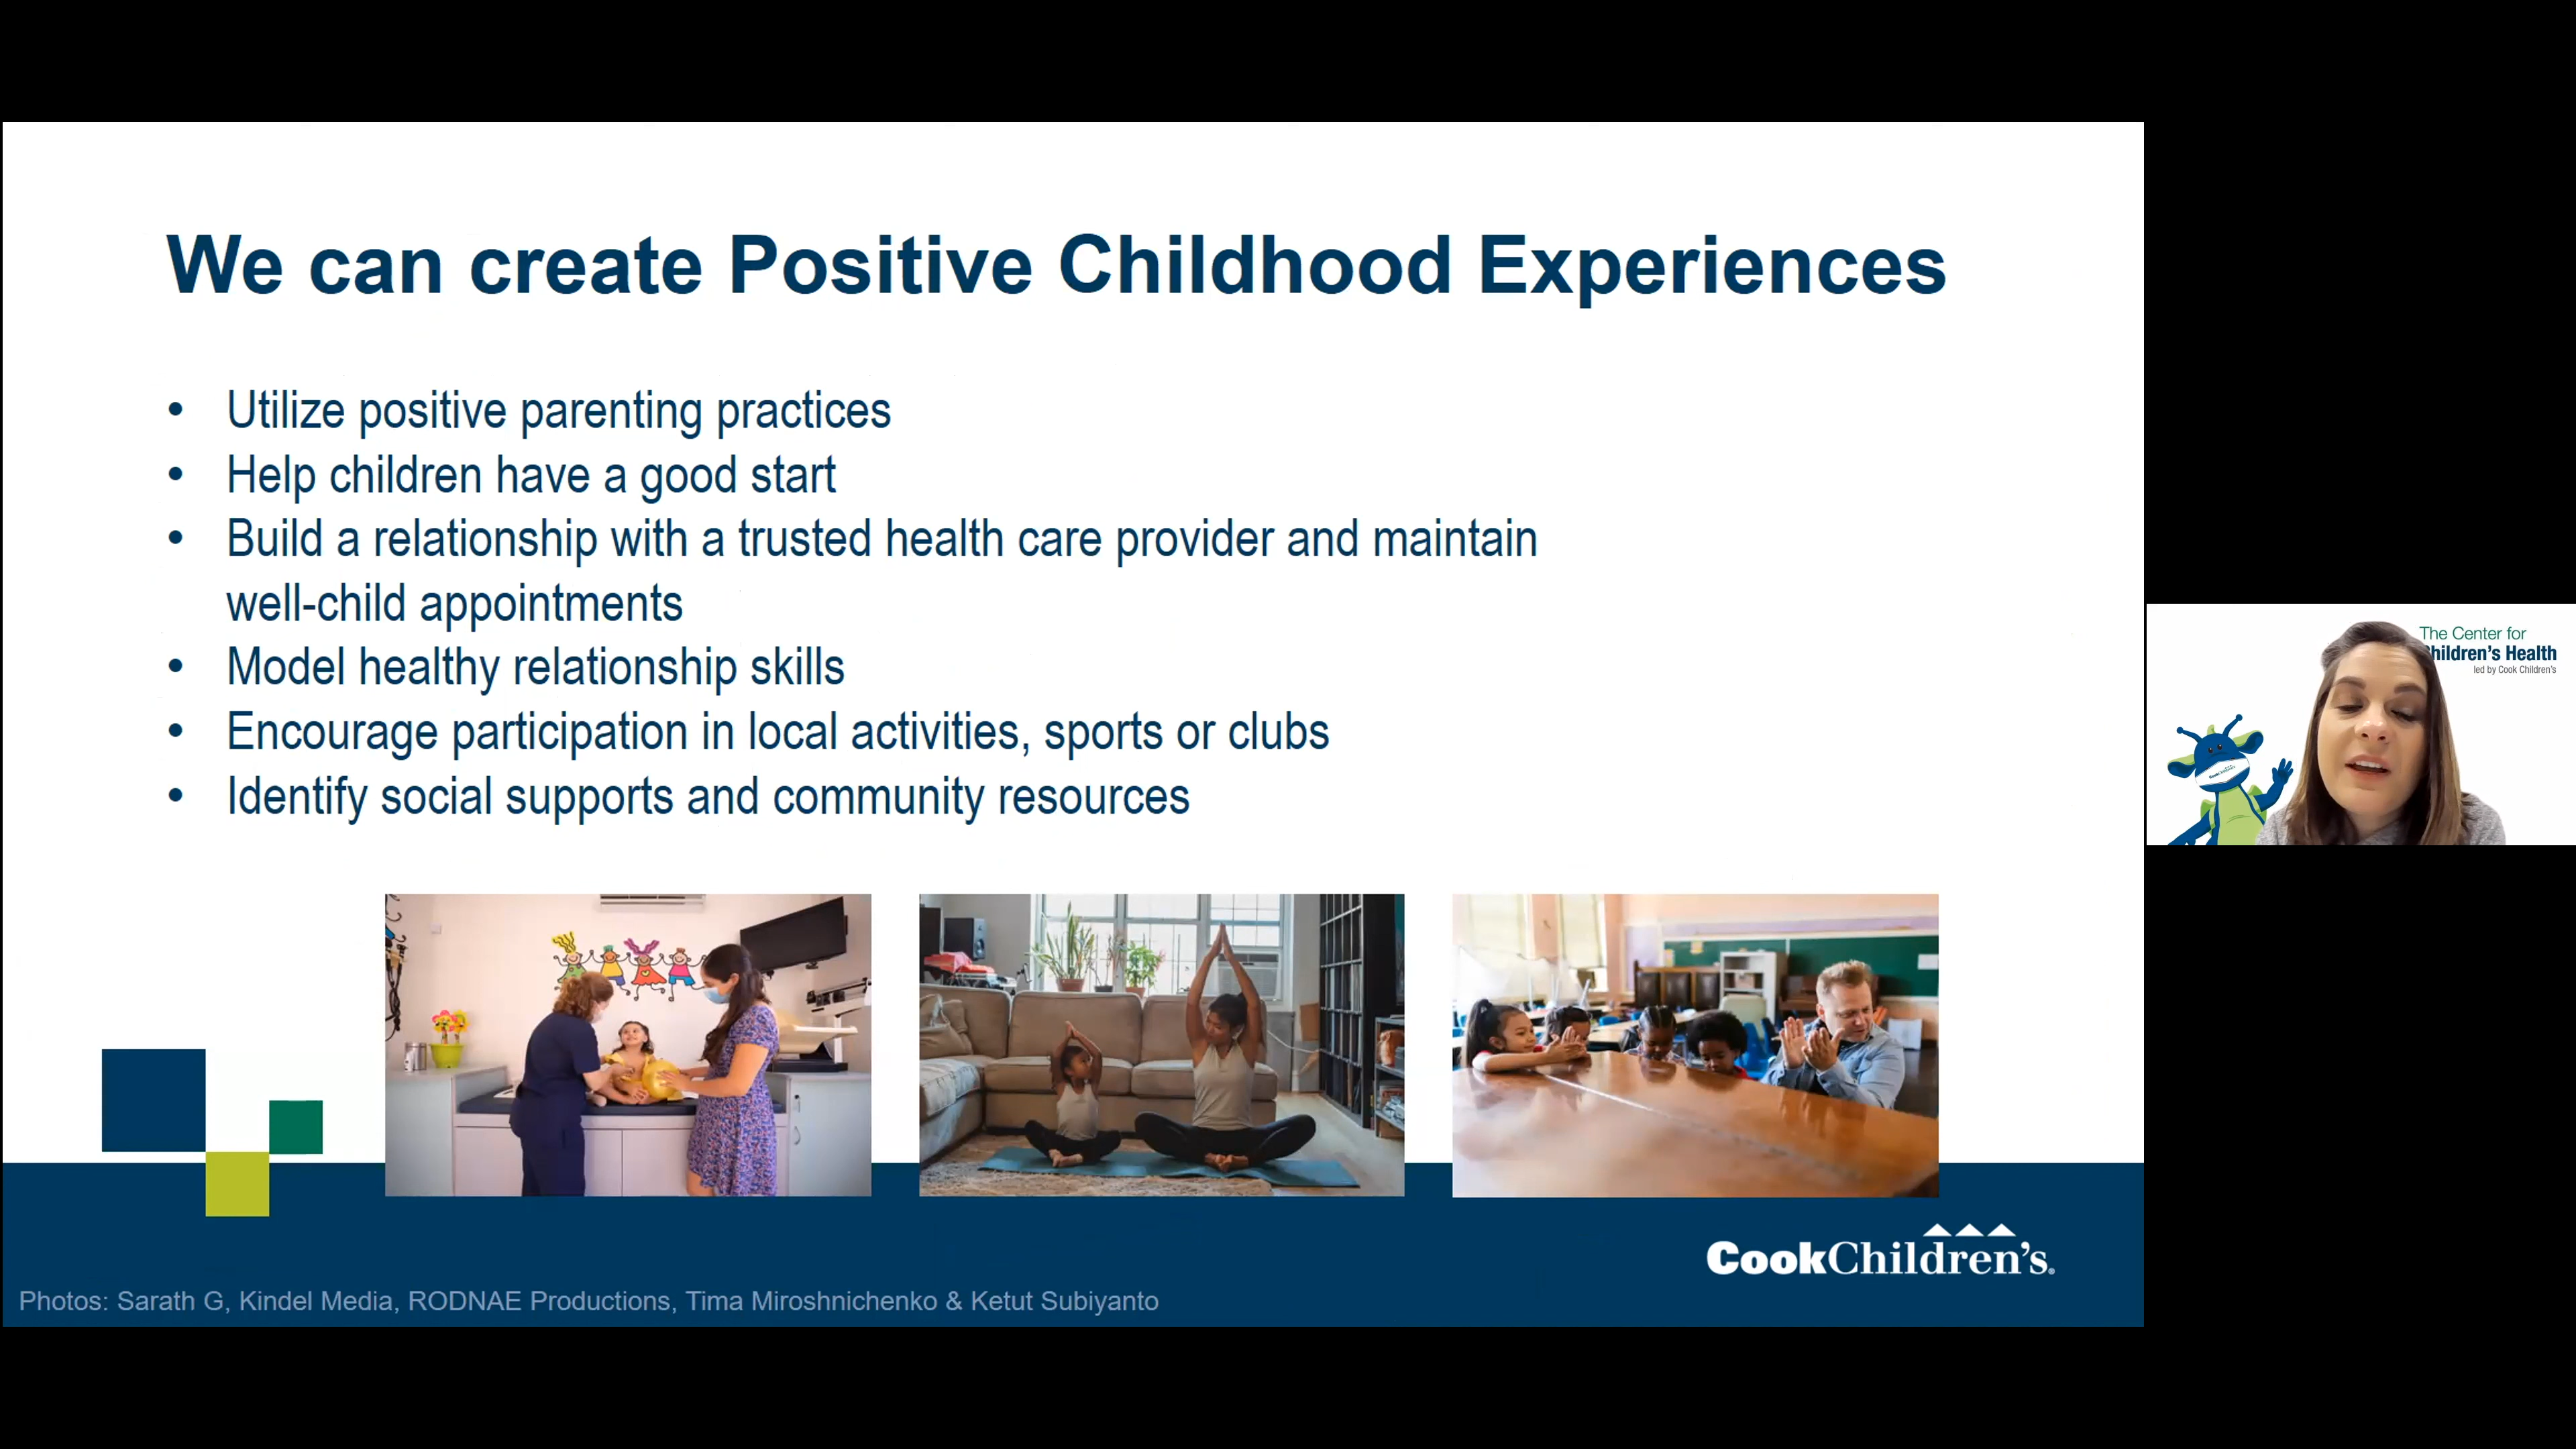 We can create Positive Childhood Experiences
• Utilize positive parenting practices
• Help children have a good start
• Build a relationship with a trusted health care provider and maintain
well-child appointments
• Model healthy relationship skills
• Encourage participation in local activities, sports or clubs
• Identify social supports and community resources
The Center for
hildren's Health
led by Cook Children's
CookChildren's.
Photos: Sarath G, Kindel Media, RODNAE Productions, Tima Miroshnichenko & Ketut Subiyanto